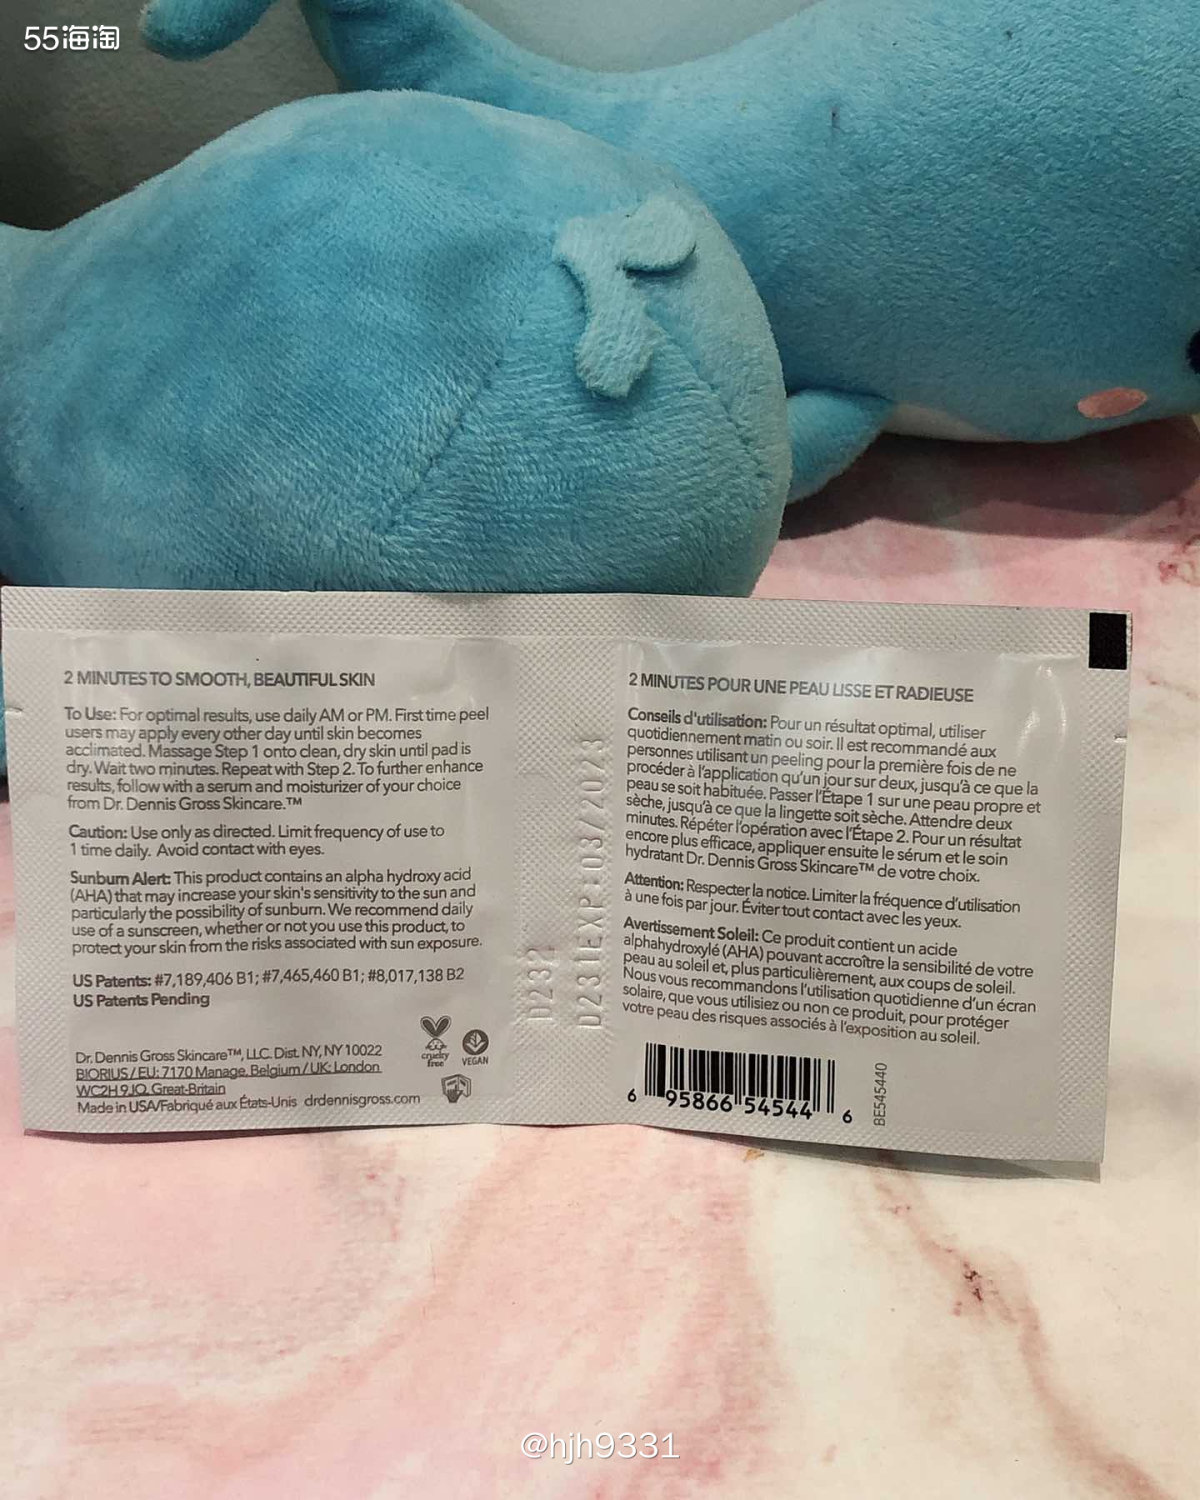 55海淘
2 MINUTES TO SMOOTH, BEAUTIFUL SKIN
To Use: For optimal results, use daily AM or PM. First time peel
users may apply every other day until skin becomes
acclimated. Massage Step 1 onto clean, dry skin until pad is
dry. Wait two minutes. Repeat with Step 2. To further enhance
results, follow with a serum and moisturizer of your choice
from Dr. Dennis Gross Skincare.™
Caution: Use only as directed. Limit frequency of use to
1 time daily. Avoid contact with eyes.
Sunburn Alert: This product contains an alpha hydroxy acid
(AHA) that may increase your skin's sensitivity to the sun and
particularly the possibility of sunburn. We recommend daily
use of a sunscreen, whether or not you use this product, to
protect your skin from the risks associated with sun exposure.
US Patents: #7,189,406 B1; #7,465,460 B1; #8,017,138 B2
US Patents Pending
Dr. Dennis Gross Skincare™, LLC. Dist. NY, NY 10022
BIORIUS / EU: 7170 Manage, Belgium / UK: London
WC2H 9JQ, Great-Britain
Made in USA/Fabriqué aux États-Unis drdennisgross.com
cruelty
free
VEGAN
D232
D231EXP:03/2023
2 MINUTES POUR UNE PEAU LISSE ET RADIEUSE
Conseils d'utilisation: Pour un résultat optimal, utiliser
quotidiennement matin ou soir. Il est recommandé aux
personnes utilisant un peeling pour la première fois de ne
procéder à l'application qu'un jour sur deux, jusqu'à ce que la
peau se soit habituée. Passer l'Étape 1 sur une peau propre et
sèche, jusqu'à ce que la lingette soit sèche. Attendre deux
minutes. Répéter l'opération avec l'Étape 2. Pour un résultat
encore plus efficace, appliquer ensuite le sérum et le soin
hydratant Dr. Dennis Gross Skincare™ de votre choix.
Attention: Respecter la notice. Limiter la fréquence d'utilisation
à une fois par jour. Éviter tout contact avec les yeux.
Avertissement Soleil: Ce produit contient un acide
alphahydroxylé (AHA) pouvant accroître la sensibilité de votre
peau au soleil et, plus particulièrement, aux coups de soleil.
Nous vous recommandons l'utilisation quotidienne d'un écran
solaire, que vous utilisiez ou non ce produit, pour protéger
votre peau des risques associés à l'exposition au soleil.
6 95866 54544 6
BE545440
@hjh9331